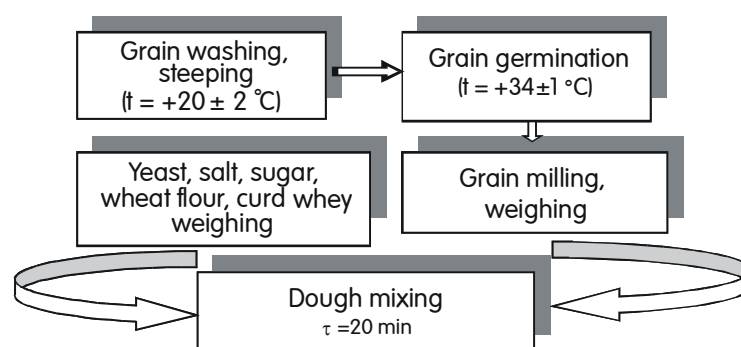 Grain washing,
steeping
(t = +20 ± 2 ℃)
Grain germination
(t = +34±1 °C)
Yeast, salt, sugar,
wheat flour, curd whey
weighing
Grain milling,
weighing
Dough mixing
τ =20 min